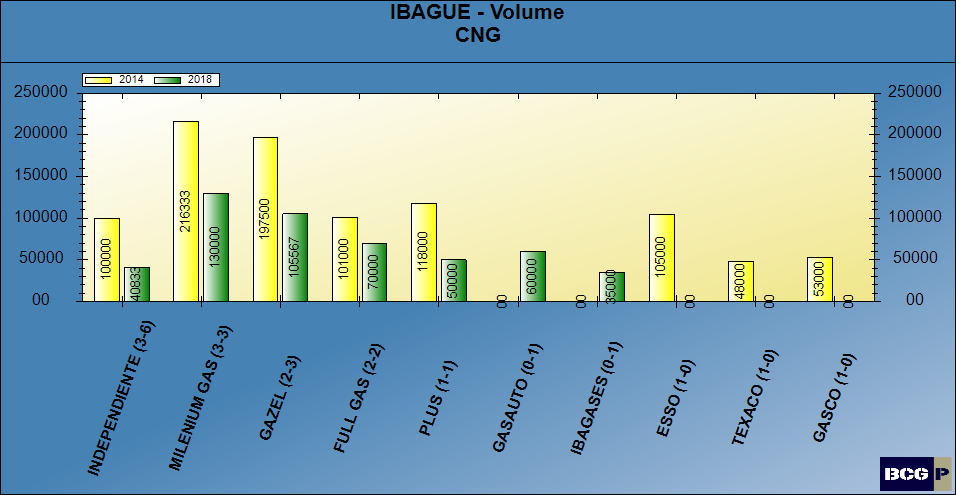 IBAGUE - Volume
CNG
2014 2018
250000 250000
200000 200000
150000 150000
100000 100000
50000 50000
00 00
100000 40833 216333 130000 197500 105567 101000 70000 118000 50000 00 60000 00 35000 105000 00 48000 00 53000 00
INDEPENDIENTE (3-6)
MILENIUM GAS (3-3)
GAZEL (2-3)
FULL GAS (2-2)
PLUS (1-1)
GASAUTO (0-1)
IBAGASES (0-1)
ESSO (1-0)
TEXACO (1-0)
GASCO (1-0)
BCG P